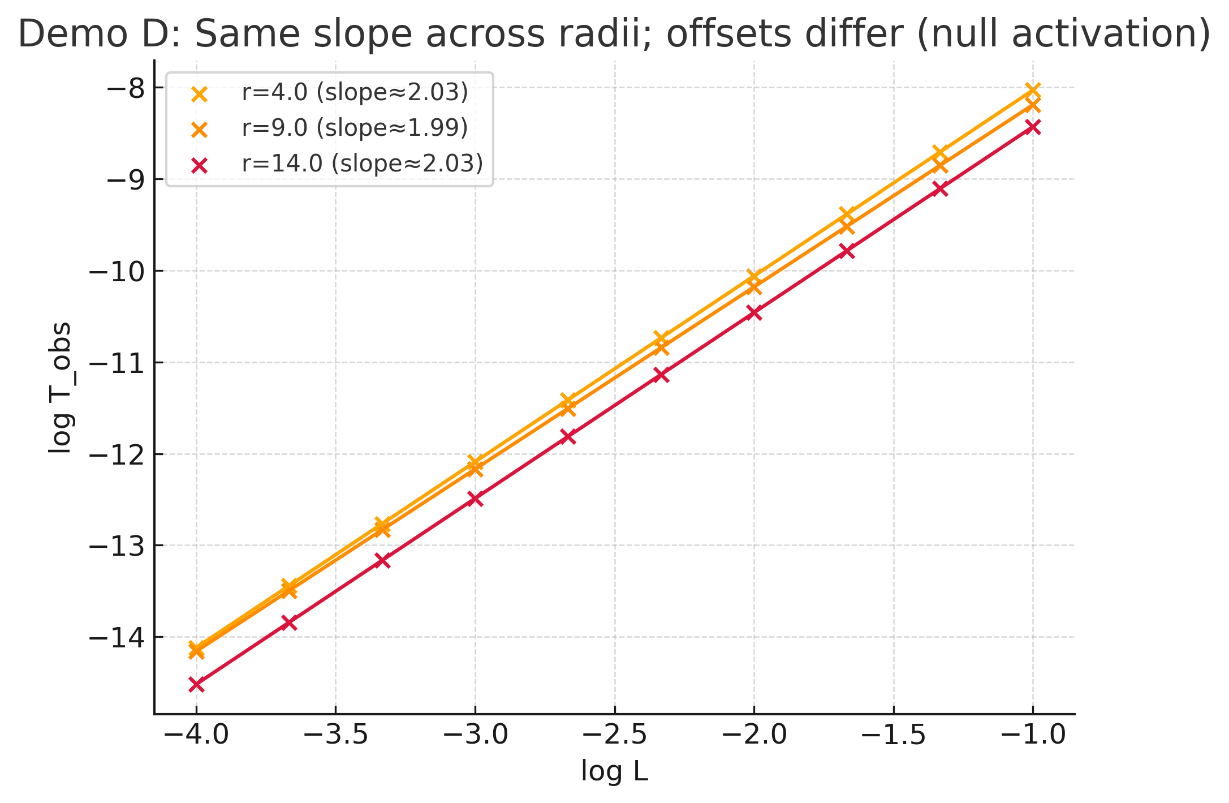 Demo D: Same slope across radii; offsets differ (null activation)
r=4.0 (slope≈2.03)
r=9.0 (slope≈1.99)
r=14.0 (slope≈2.03)
log T_obs
−8
−9
−10
−11
−12
−13
−14
−4.0 −3.5 −3.0 −2.5 −2.0 −1.5 −1.0
log L